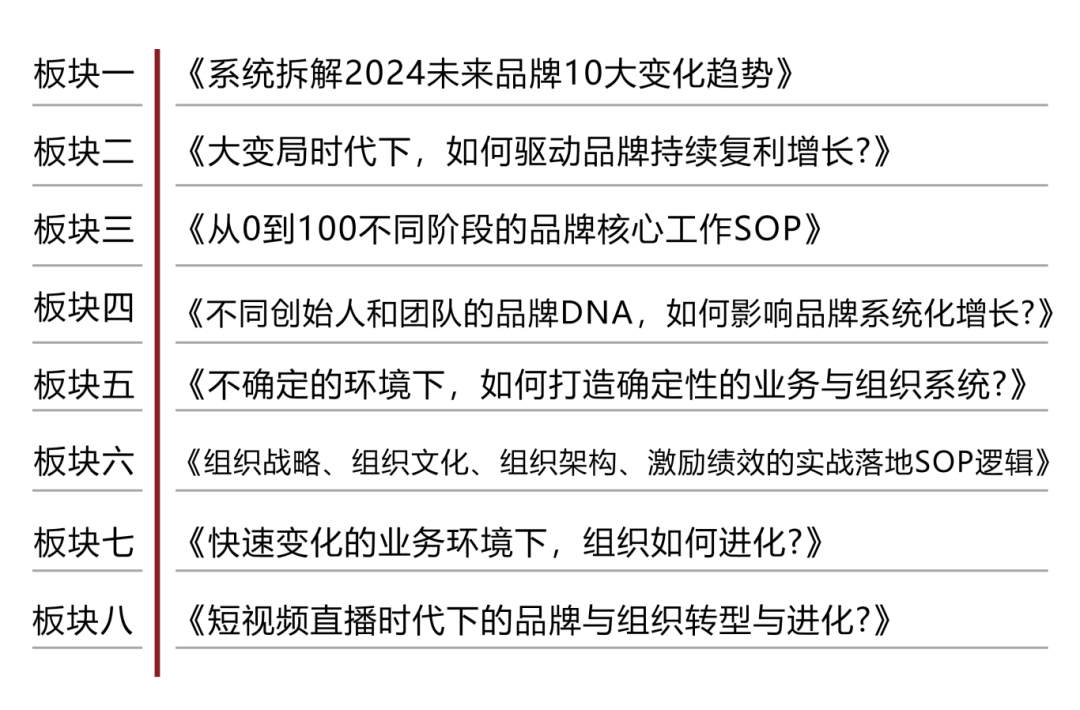 板块一 《系统拆解2024未来品牌10大变化趋势》
板块二 《大变局时代下，如何驱动品牌持续复利增长?》
板块三 《从0到100不同阶段的品牌核心工作SOP》
板块四 《不同创始人和团队的品牌DNA，如何影响品牌系统化增长?》
板块五 《不确定的环境下，如何打造确定性的业务与组织系统?》
板块六 《组织战略、组织文化、组织架构、激励绩效的实战落地SOP逻辑》
板块七 《快速变化的业务环境下，组织如何进化?》
板块八 《短视频直播时代下的品牌与组织转型与进化?》